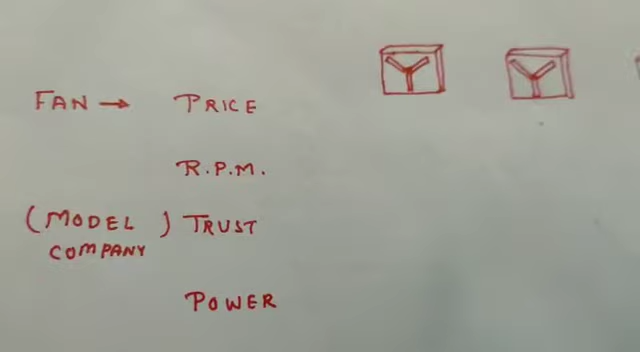 FAN → PRICE
R.P.M.
(MODEL ) TRUST
COMPANY
POWER